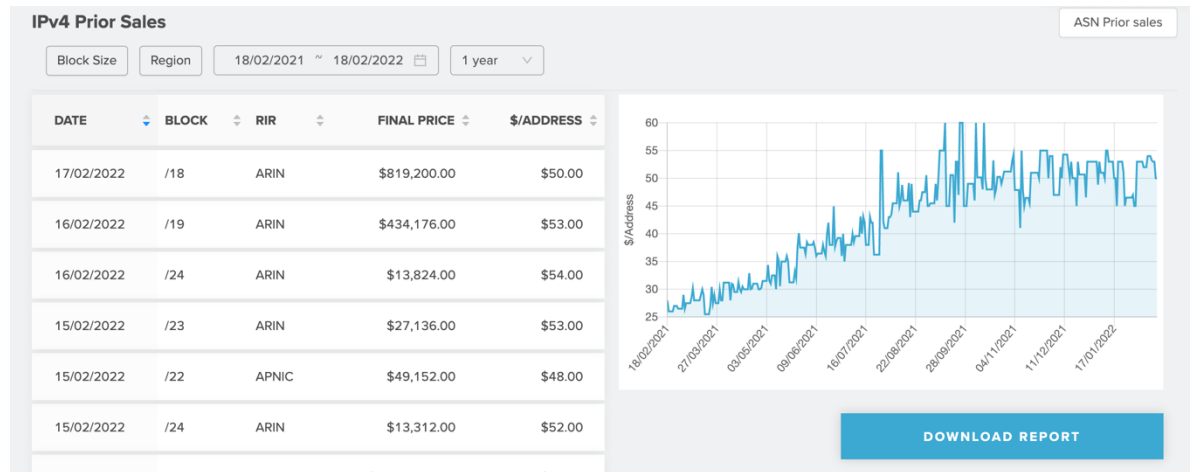 IPv4 Prior Sales
ASN Prior sales
Block Size Region 18/02/2021 ~ 18/02/2022 1 year
DATE BLOCK RIR FINAL PRICE $/ADDRESS
17/02/2022 /18 ARIN $819,200.00 $50.00
16/02/2022 /19 ARIN $434,176.00 $53.00
16/02/2022 /24 ARIN $13,824.00 $54.00
15/02/2022 /23 ARIN $27,136.00 $53.00
15/02/2022 /22 APNIC $49,152.00 $48.00
15/02/2022 /24 ARIN $13,312.00 $52.00
$/Address
60
55
50
45
40
35
30
25
18/02/2021 27/03/2021 03/05/2021 09/06/2021 16/07/2021 22/08/2021 28/09/2021 04/11/2021 11/12/2021 17/01/2022
DOWNLOAD REPORT